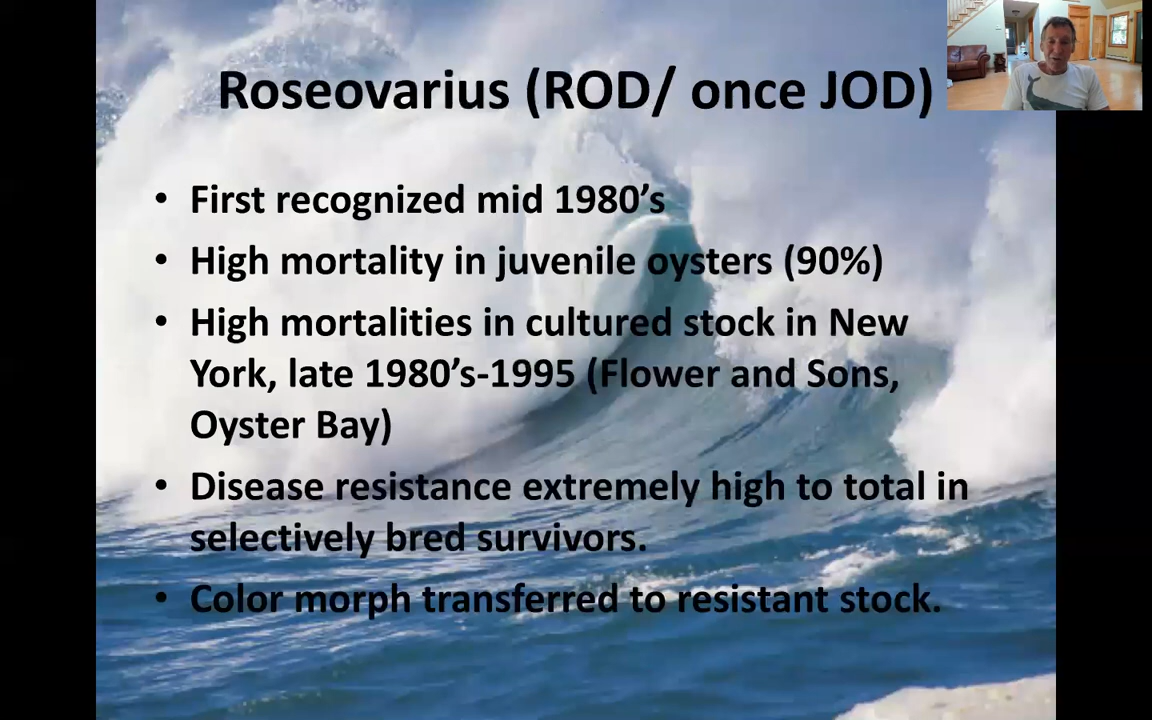 Roseovarius (ROD/ once JOD)
• First recognized mid 1980’s
• High mortality in juvenile oysters (90%)
• High mortalities in cultured stock in New
York, late 1980’s-1995 (Flower and Sons,
Oyster Bay)
• Disease resistance extremely high to total in
selectively bred survivors.
• Color morph transferred to resistant stock.